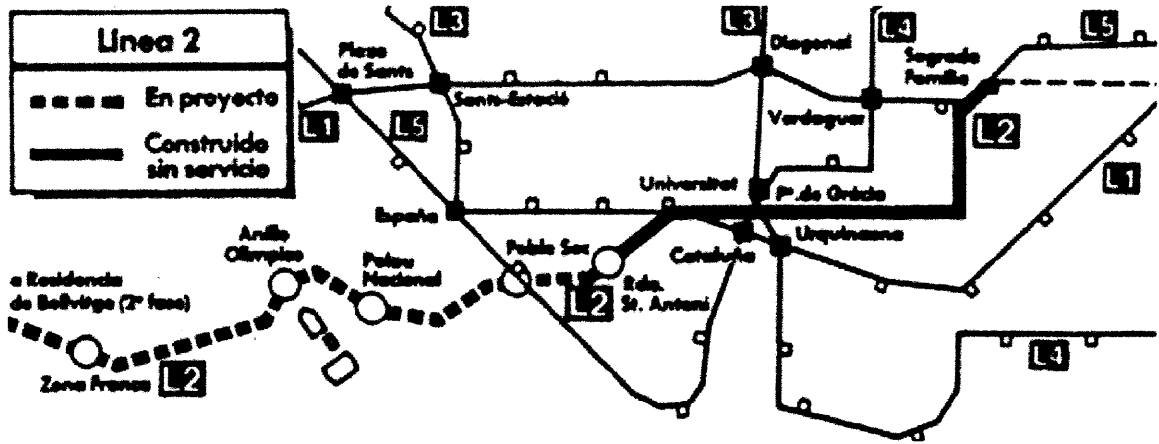 Línea 2
En proyecto
Construido
sin servicio
L3
L3
L4
L5
Plaza
de Sants
Sants-Estació
Diagonal
Sagrada
Família
L1
L5
Verdaguer
L2
L1
Universitat
Pº. de Gràcia
España
Cataluña
Urquinaona
Anillo
Olímpico
Palau
Nacional
Poble Sec
a Residencia
de Bellvitge (2ª fase)
L2
Rda.
St. Antoni
Zona Franca
L2
L4